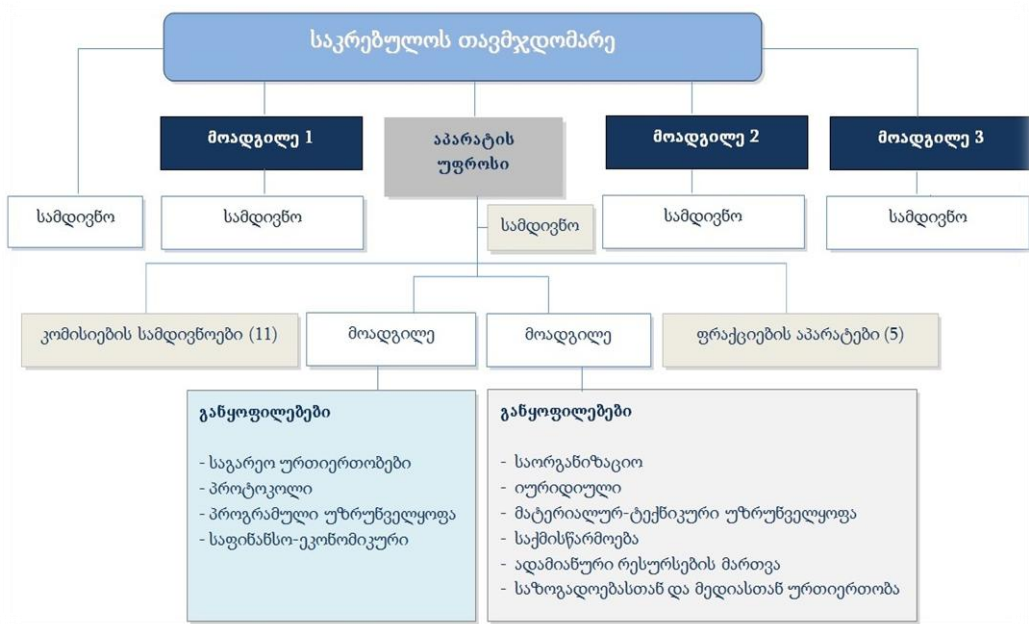 საკრებულოს თავმჯდომარე
მოადგილე 1
აპარატის
უფროსი
მოადგილე 2
მოადგილე 3
სამდივნო
სამდივნო
სამდივნო
სამდივნო
სამდივნო
კომისიების სამდივნოები (11)
მოადგილე
მოადგილე
ფრაქციების აპარატები (5)
განყოფილებები
- საგარეო ურთიერთობები
- პროტოკოლი
- პროგრამული უზრუნველყოფა
- საფინანსო-ეკონომიკური
განყოფილებები
- საორგანიზაციო
- იურიდიული
- მატერიალურ-ტექნიკური უზრუნველყოფა
- საქმისწარმოება
- ადამიანური რესურსების მართვა
- საზოგადოებასთან და მედიასთან ურთიერთობა